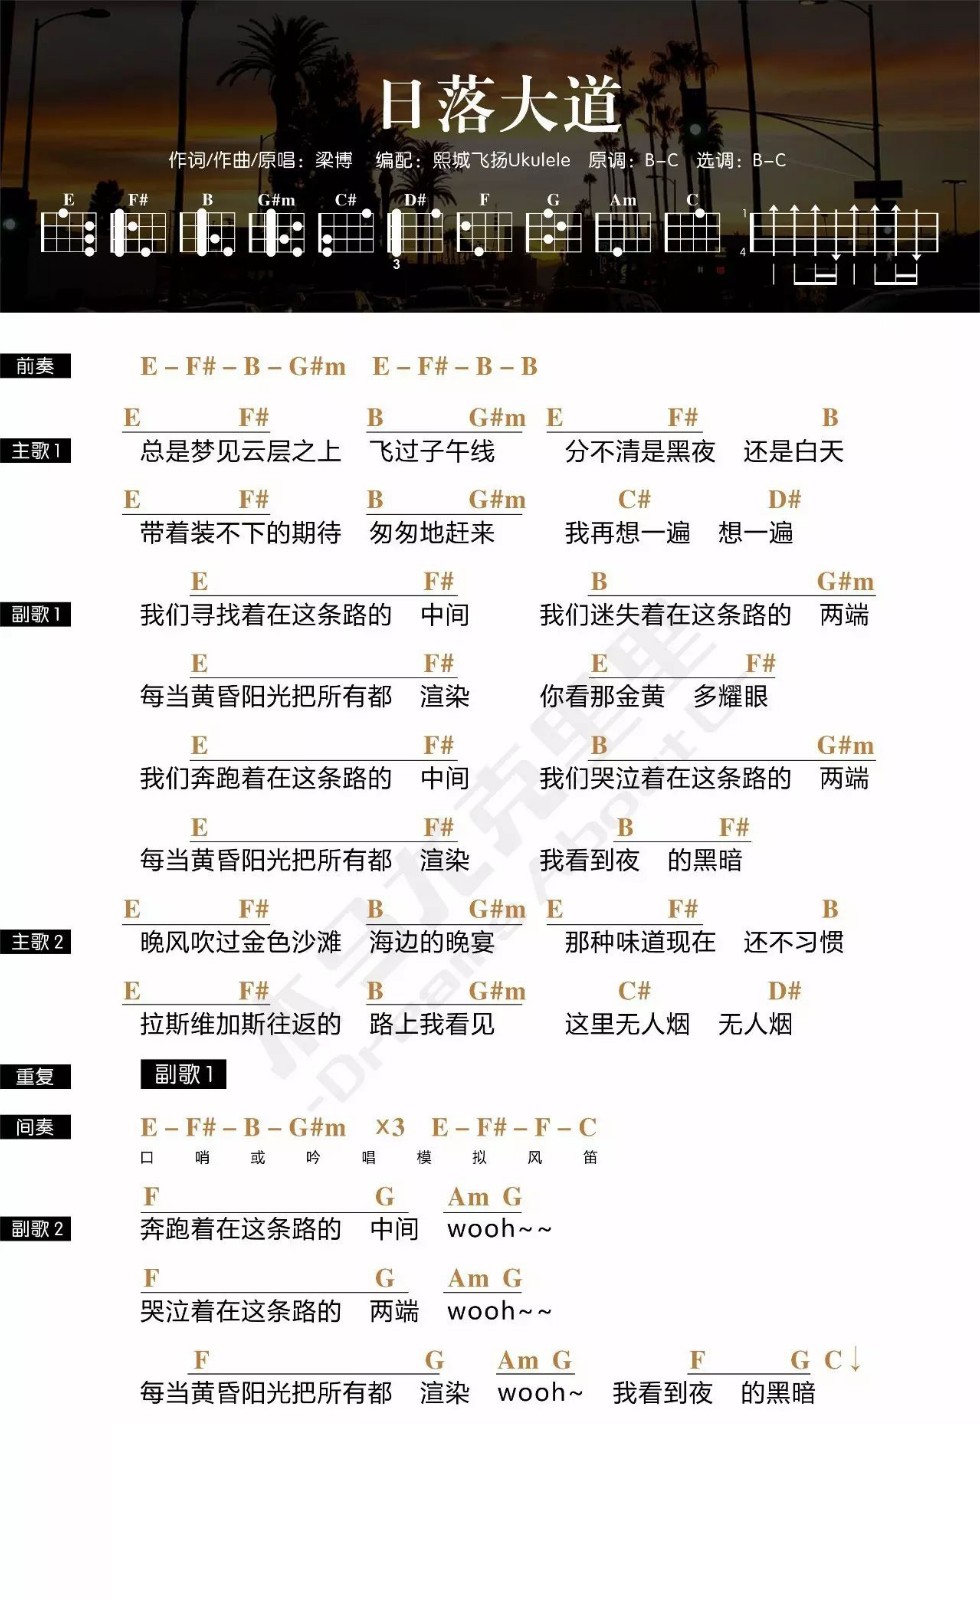 日落大道
作词/作曲/原唱：梁博 编配：熙城飞扬Ukulele 原调：B-C 选调：B-C
E F# B G#m C# D# F G Am C
1
4
3
前奏 E – F# – B – G#m E – F# – B – B
E F# B G#m E F# B
主歌1 总是梦见云层之上 飞过子午线 分不清是黑夜 还是白天
E F# B G#m C# D#
带着装不下的期待 匆匆地赶来 我再想一遍 想一遍
E F# B G#m
副歌1 我们寻找着在这条路的 中间 我们迷失着在这条路的 两端
E F# E F#
每当黄昏阳光把所有都 渲染 你看那金黄 多耀眼
E F# B G#m
我们奔跑着在这条路的 中间 我们哭泣着在这条路的 两端
E F# B F#
每当黄昏阳光把所有都 渲染 我看到夜 的黑暗
E F# B G#m E F# B
主歌2 晚风吹过金色沙滩 海边的晚宴 那种味道现在 还不习惯
E F# B G#m C# D#
拉斯维加斯往返的 路上我看见 这里无人烟 无人烟
重复 副歌1
间奏 E – F# – B – G#m x3 E – F# – F – C
口哨或吟唱模拟风笛
F G Am G
副歌2 奔跑着在这条路的 中间 wooh~~
F G Am G
哭泣着在这条路的 两端 wooh~~
F G Am G F G C↓
每当黄昏阳光把所有都 渲染 wooh~ 我看到夜 的黑暗